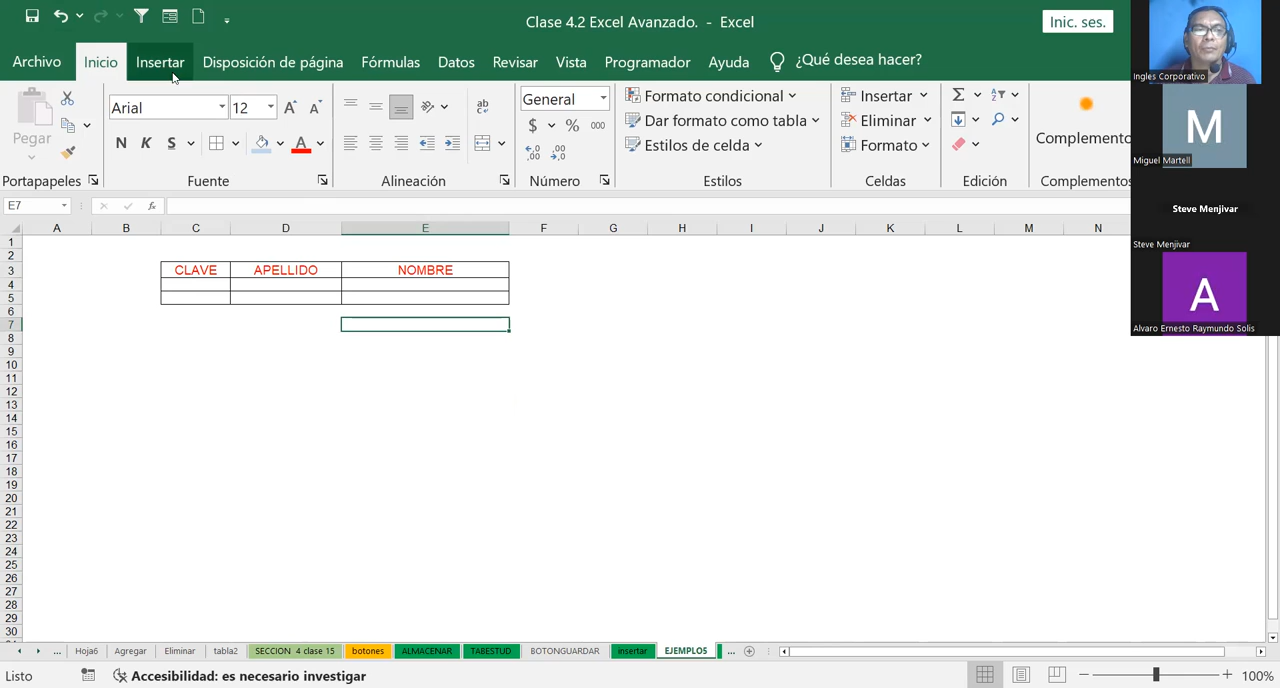 Clase 4.2 Excel Avanzado. - Excel
Inic. ses.
Archivo Inicio Insertar Disposición de página Fórmulas Archivo Datos Revisar Vista Programador Ayuda ¿Qué desea hacer?
Pegar
Arial 12
N K S A
ab c
General
$ % 000
Formato condicional
Dar formato como tabla
Estilos de celda
Insertar
Eliminar
Formato
Complemento
Portapapeles Fuente Alineación Número Estilos Celdas Edición Complementos
E7 fx
A B C D E F G H I J K L M N
1
2
3 CLAVE APELLIDO NOMBRE
4
5
6
7
8
9
10
11
12
13
14
15
16
17
18
19
20
21
22
23
24
25
26
27
28
29
30
... Hoja6 Agregar Eliminar tabla2 SECCION 4 clase 15 botones ALMACENAR TABESTUD BOTONGUARDAR insertar EJEMPLO5 ...
Listo Accesibilidad: es necesario investigar 100%
Ingles Corporativo
M
Miguel Martell
Steve Menjivar
Steve Menjivar
A
Alvaro Ernesto Raymundo Solis